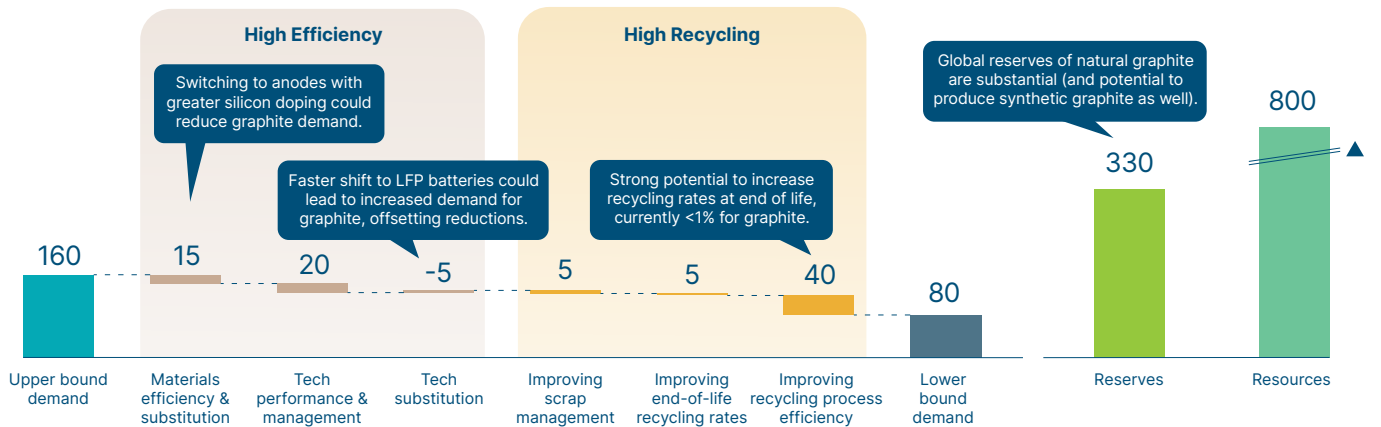 High Efficiency
High Recycling
Switching to anodes with
greater silicon doping could
reduce graphite demand.
Faster shift to LFP batteries could
lead to increased demand for
graphite, offsetting reductions.
Strong potential to increase
recycling rates at end of life,
currently <1% for graphite.
Global reserves of natural graphite
are substantial (and potential to
produce synthetic graphite as well).
160
15
20
-5
5
5
40
80
330
800
Upper bound
demand
Materials
efficiency &
substitution
Tech
performance &
management
Tech
substitution
Improving
scrap
management
Improving
end-of-life
recycling rates
Improving
recycling process
efficiency
Lower
bound
demand
Reserves
Resources